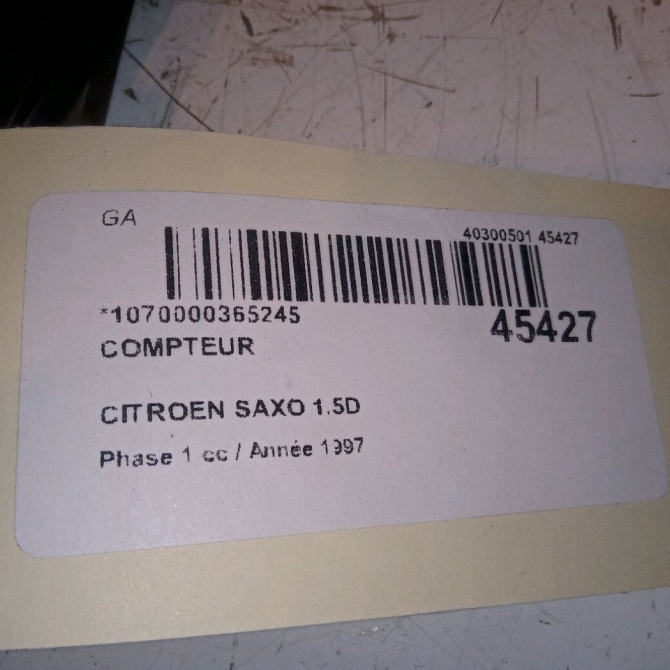 GA
40300501 45427
*1070000365245
45427
COMPTEUR
CITROEN SAXO 1.5D
Phase 1 cc / Année 1997